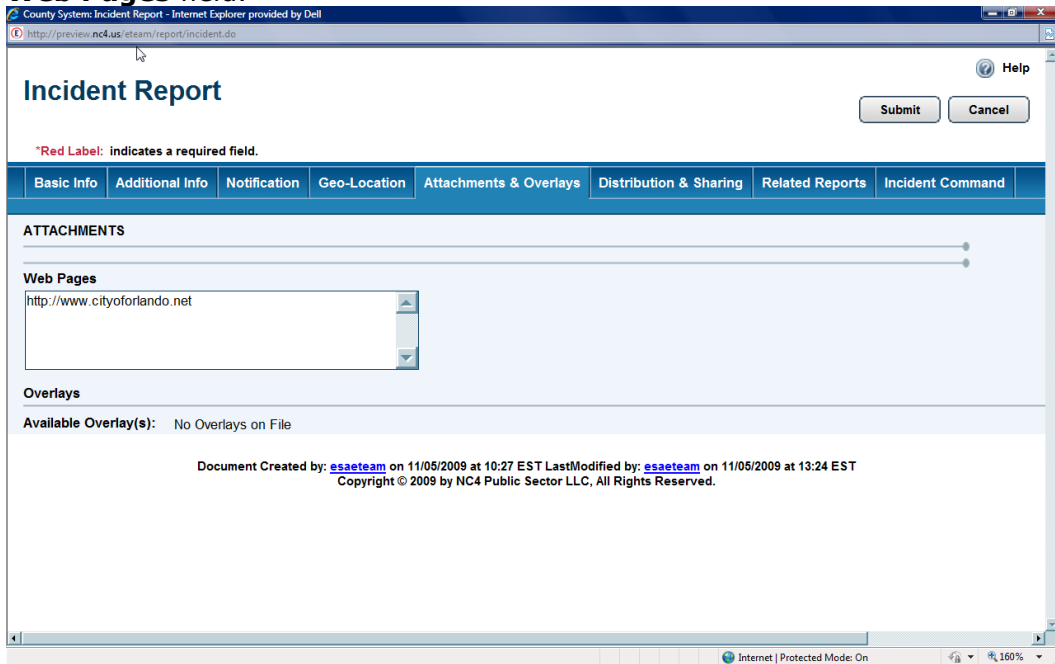 Web Pages field.
County System: Incident Report - Internet Explorer provided by Dell
http://preview.nc4.us/eteam/report/incident.do
Help
Incident Report
Submit Cancel
*Red Label: indicates a required field.
Basic Info Additional Info Notification Geo-Location Attachments & Overlays Distribution & Sharing Related Reports Incident Command
ATTACHMENTS
Web Pages
http://www.cityoforlando.net
Overlays
Available Overlay(s): No Overlays on File
Document Created by: esaeteam on 11/05/2009 at 10:27 EST LastModified by: esaeteam on 11/05/2009 at 13:24 EST
Copyright © 2009 by NC4 Public Sector LLC, All Rights Reserved.
Internet | Protected Mode: On 160%